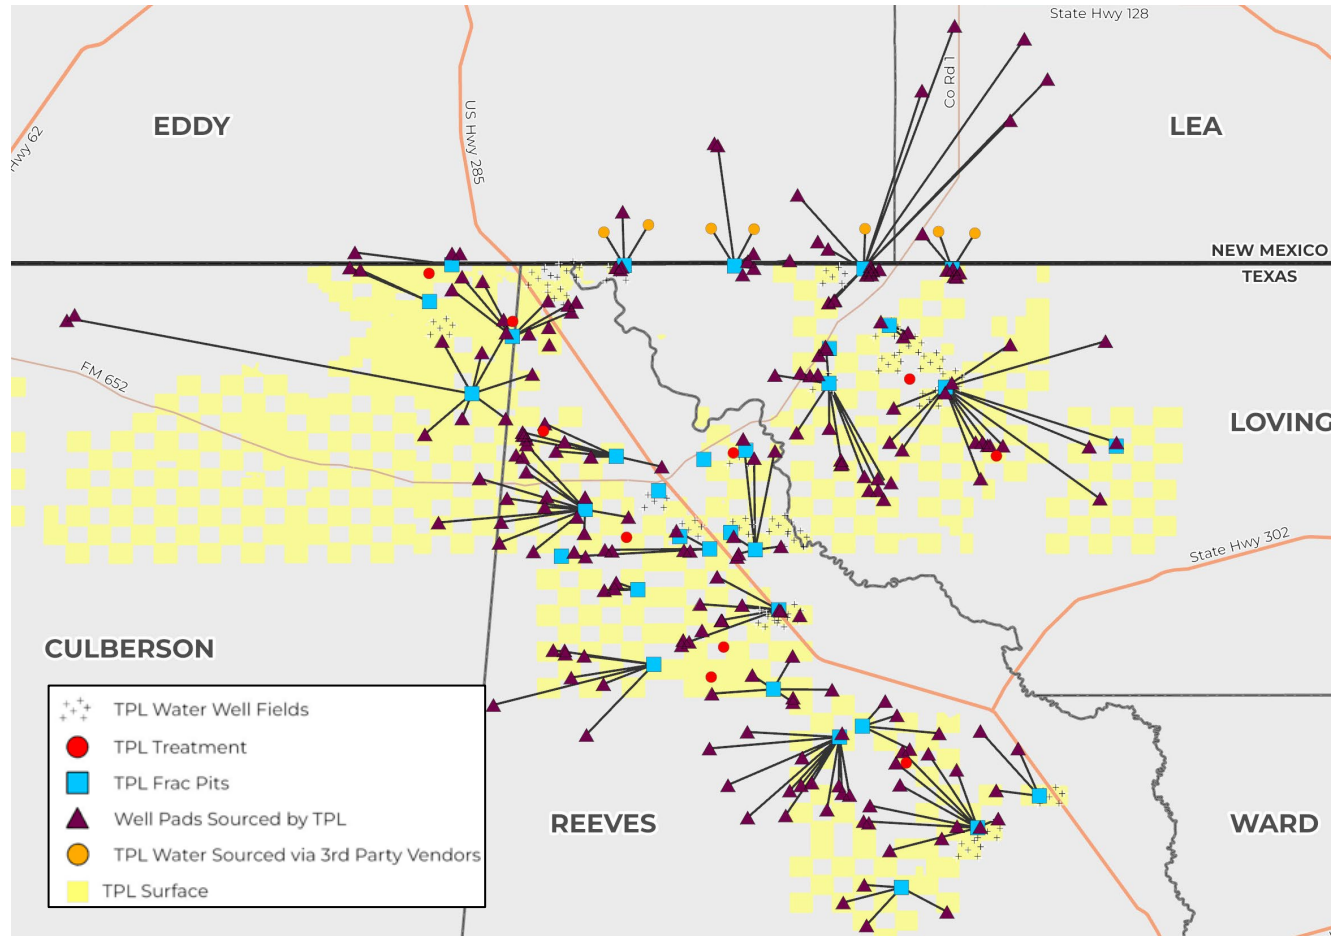 State Hwy 128
Co Rd 1
EDDY
US Hwy 285
LEA
Hwy 62
NEW MEXICO
TEXAS
FM 652
LOVING
State Hwy 302
CULBERSON
TPL Water Well Fields
TPL Treatment
TPL Frac Pits
Well Pads Sourced by TPL
TPL Water Sourced via 3rd Party Vendors
TPL Surface
REEVES
WARD